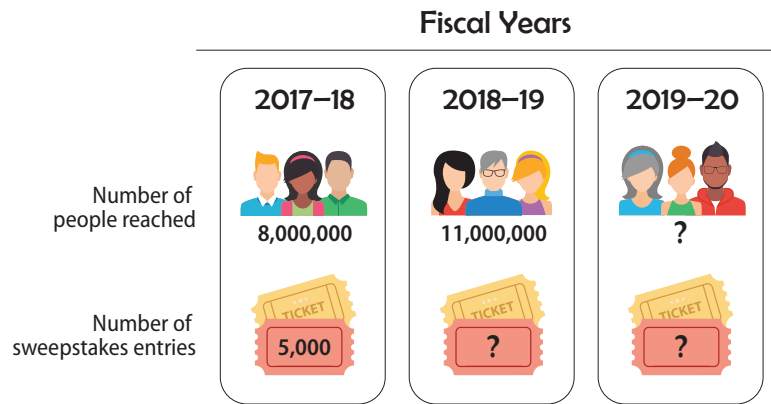 Fiscal Years
2017–18
2018–19
2019–20
Number of
people reached
8,000,000
11,000,000
?
Number of
sweepstakes entries
TICKET
5,000
TICKET
?
TICKET
?